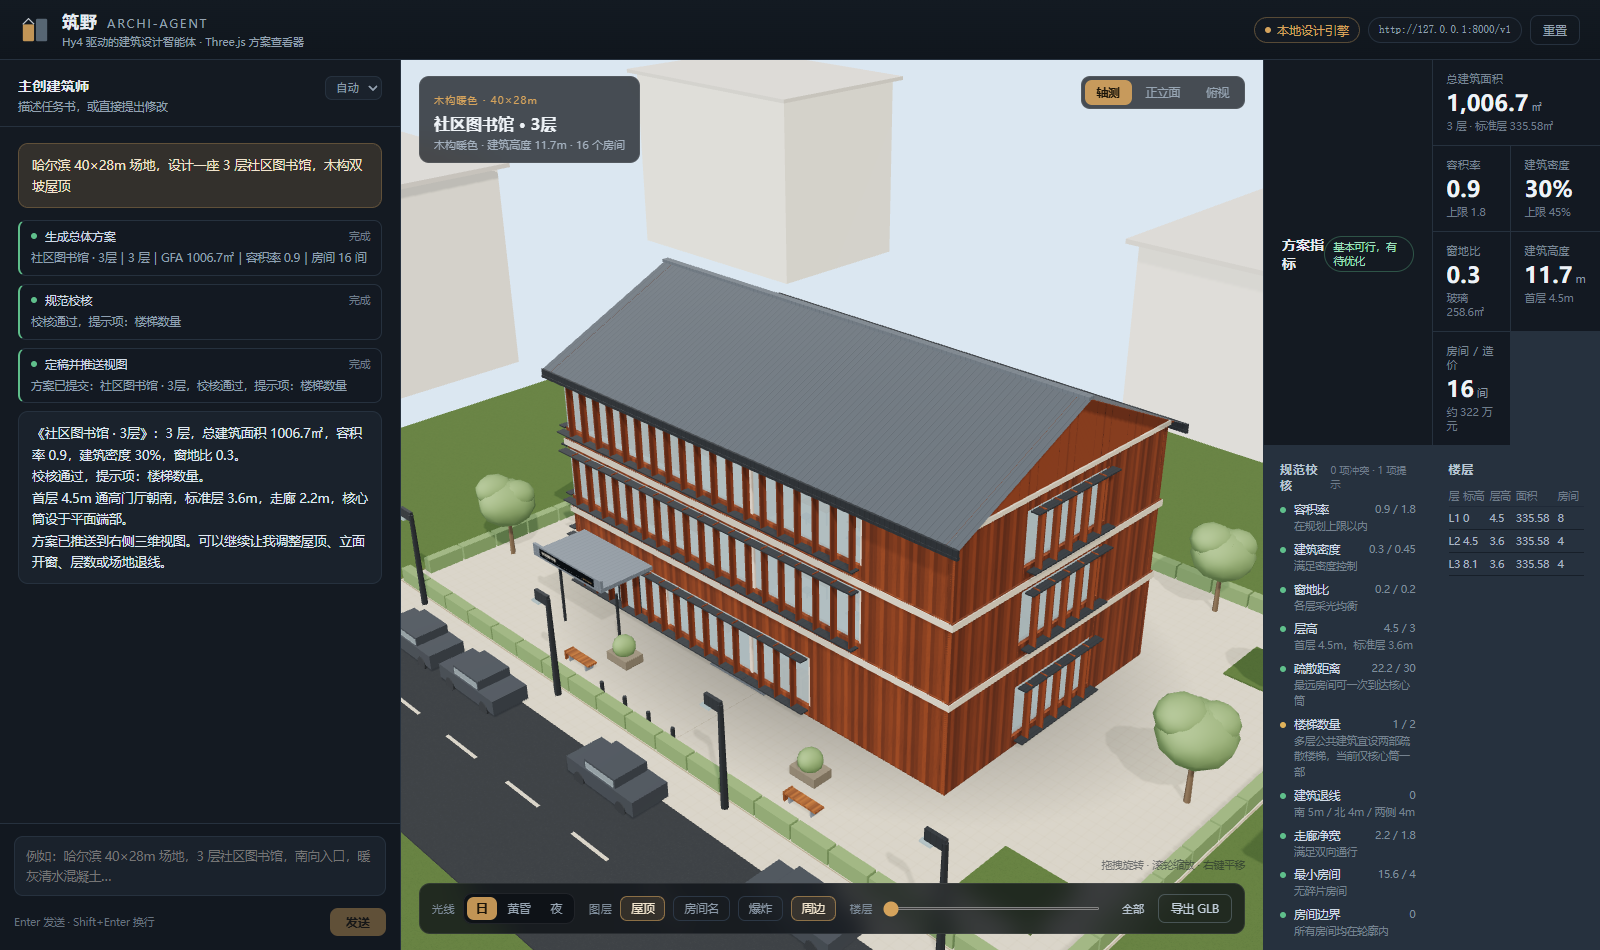 筑野 ARCHI-AGENT
Hy4 驱动的建筑设计智能体 · Three.js 方案查看器
本地设计引擎
http://127.0.0.1:8000/v1
重置
主创建筑师
描述任务书，或直接提出修改
自动
哈尔滨 40×28m 场地，设计一座 3 层社区图书馆，木构双
坡屋顶
生成总体方案
完成
社区图书馆 · 3层 | 3 层 | GFA 1006.7㎡ | 容积率 0.9 | 房间 16 间
规范校核
完成
校核通过，提示项：楼梯数量
定稿并推送视图
完成
方案已提交：社区图书馆 · 3层，校核通过，提示项：楼梯数量
《社区图书馆 · 3层》：3 层，总建筑面积 1006.7㎡，容积
率 0.9，建筑密度 30%，窗地比 0.3。
校核通过，提示项：楼梯数量。
首层 4.5m 通高门厅朝南，标准层 3.6m，走廊 2.2m，核心
筒设于平面端部。
方案已推送到右侧三维视图。可以继续让我调整屋顶、立面
开窗、层数或场地退线。
例如：哈尔滨 40×28m 场地，3 层社区图书馆，南向入口，暖
灰清水混凝土...
Enter 发送 · Shift+Enter 换行
发送
木构暖色 · 40×28m
社区图书馆 • 3层
木构暖色 · 建筑高度 11.7m · 16 个房间
轴测
正立面
俯视
拖拽旋转 · 滚轮缩放 · 右键平移
光线
日
黄昏
夜
图层
屋顶
房间名
爆炸
周边
楼层
全部
导出 GLB
方案指
标
基本可行，有
待优化
总建筑面积
1,006.7 ㎡
3 层 · 标准层 335.58㎡
容积率
0.9
上限 1.8
建筑密度
30%
上限 45%
窗地比
0.3
玻璃
258.6㎡
建筑高度
11.7 m
首层 4.5m
房间 / 造
价
16 间
约 322 万
元
规范校
核
0 项冲突 · 1 项提
示
容积率
0.9 / 1.8
在规划上限以内
建筑密度
0.3 / 0.45
满足密度控制
窗地比
0.2 / 0.2
各层采光均衡
层高
4.5 / 3
首层 4.5m，标准层 3.6m
疏散距离
22.2 / 30
最远房间可一次到达核心
筒
楼梯数量
1 / 2
多层公共建筑宜设两部疏
散楼梯，当前仅核心筒一
部
建筑退线
0
南 5m / 北 4m / 两侧 4m
走廊净宽
2.2 / 1.8
满足双向通行
最小房间
15.6 / 4
无碎片房间
房间边界
0
所有房间均在轮廓内
楼层
层 标高 层高 面积 房间
L1 0 4.5 335.58 8
L2 4.5 3.6 335.58 4
L3 8.1 3.6 335.58 4